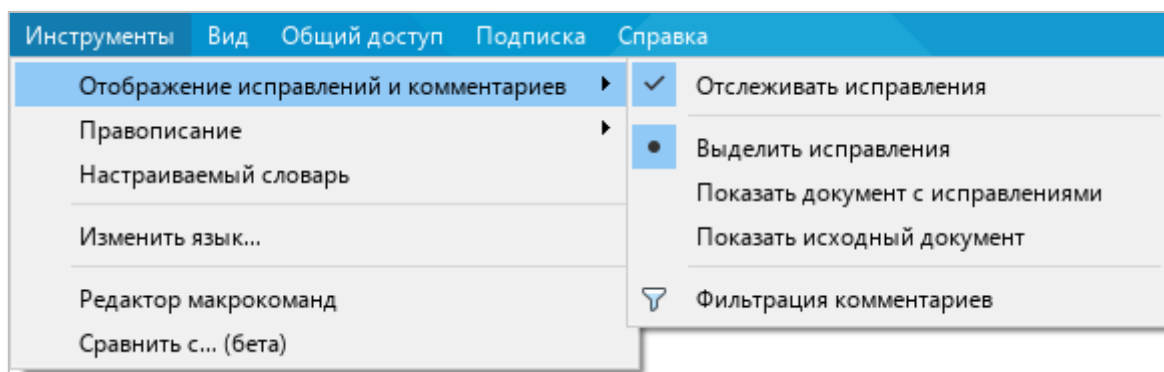 Инструменты Вид Общий доступ Подписка Справка
Отображение исправлений и комментариев
Правописание
Настраиваемый словарь
Изменить язык...
Редактор макрокоманд
Сравнить с... (бета)
Отслеживать исправления
Выделить исправления
Показать документ с исправлениями
Показать исходный документ
Фильтрация комментариев